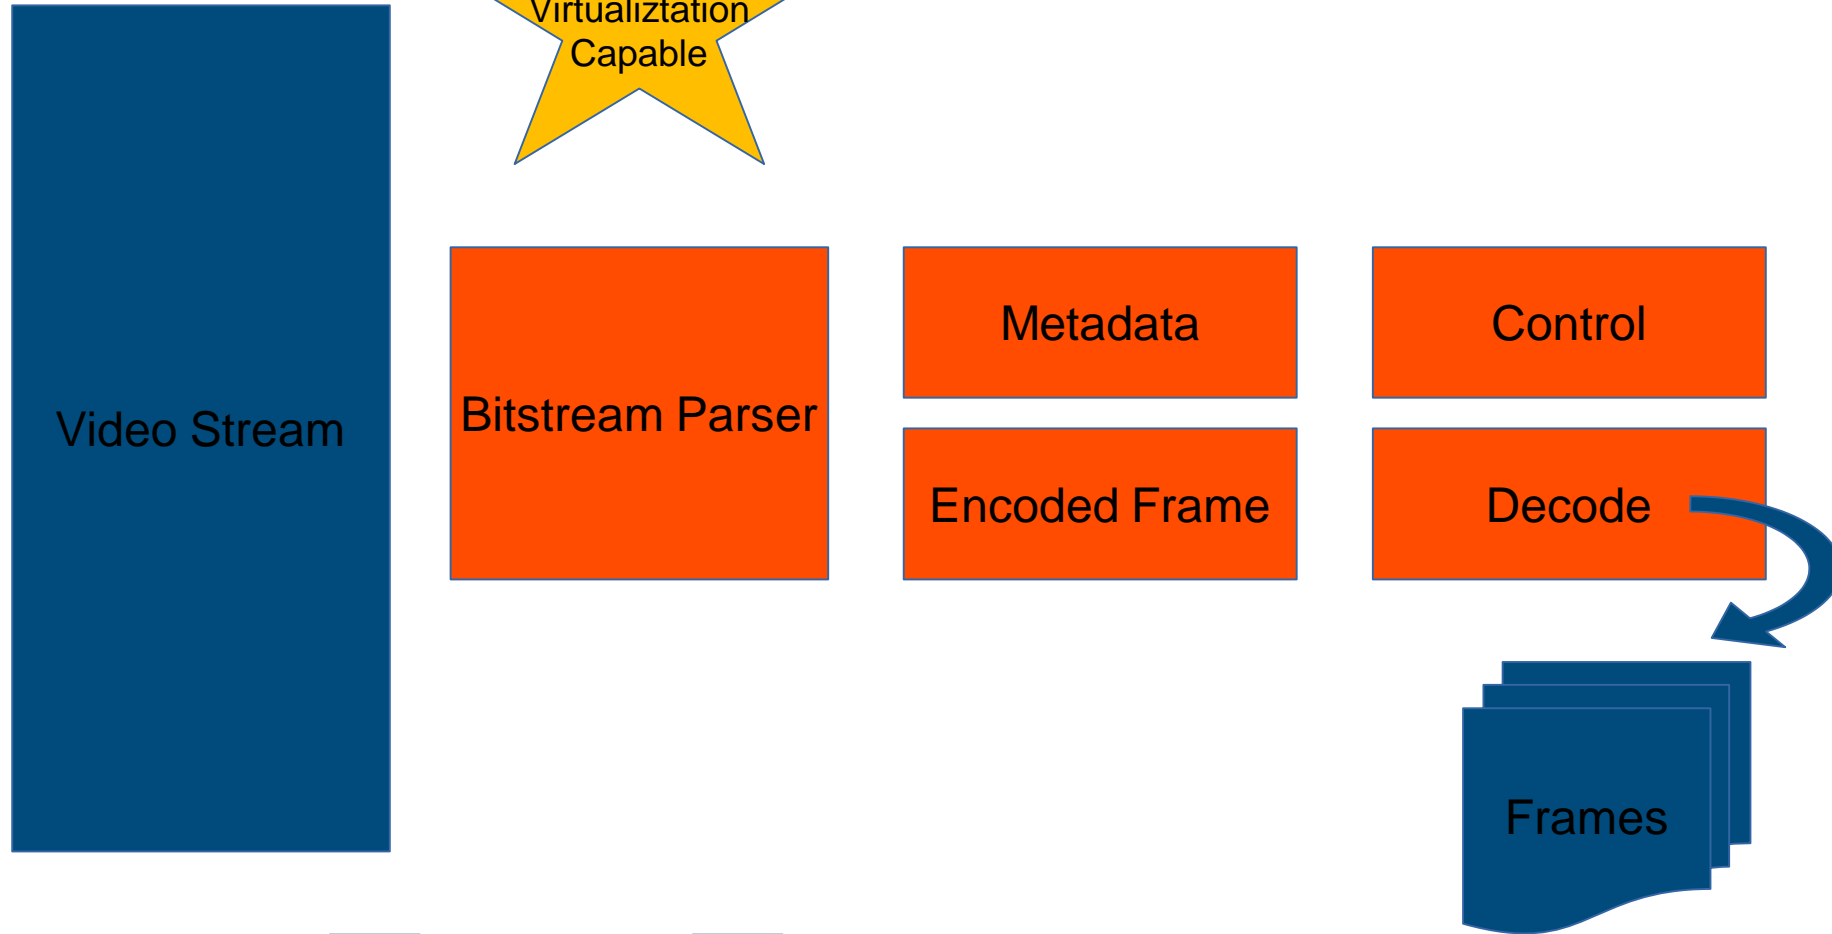 Virtualiztation
Capable
Video Stream
Bitstream Parser
Metadata
Control
Encoded Frame
Decode
Frames